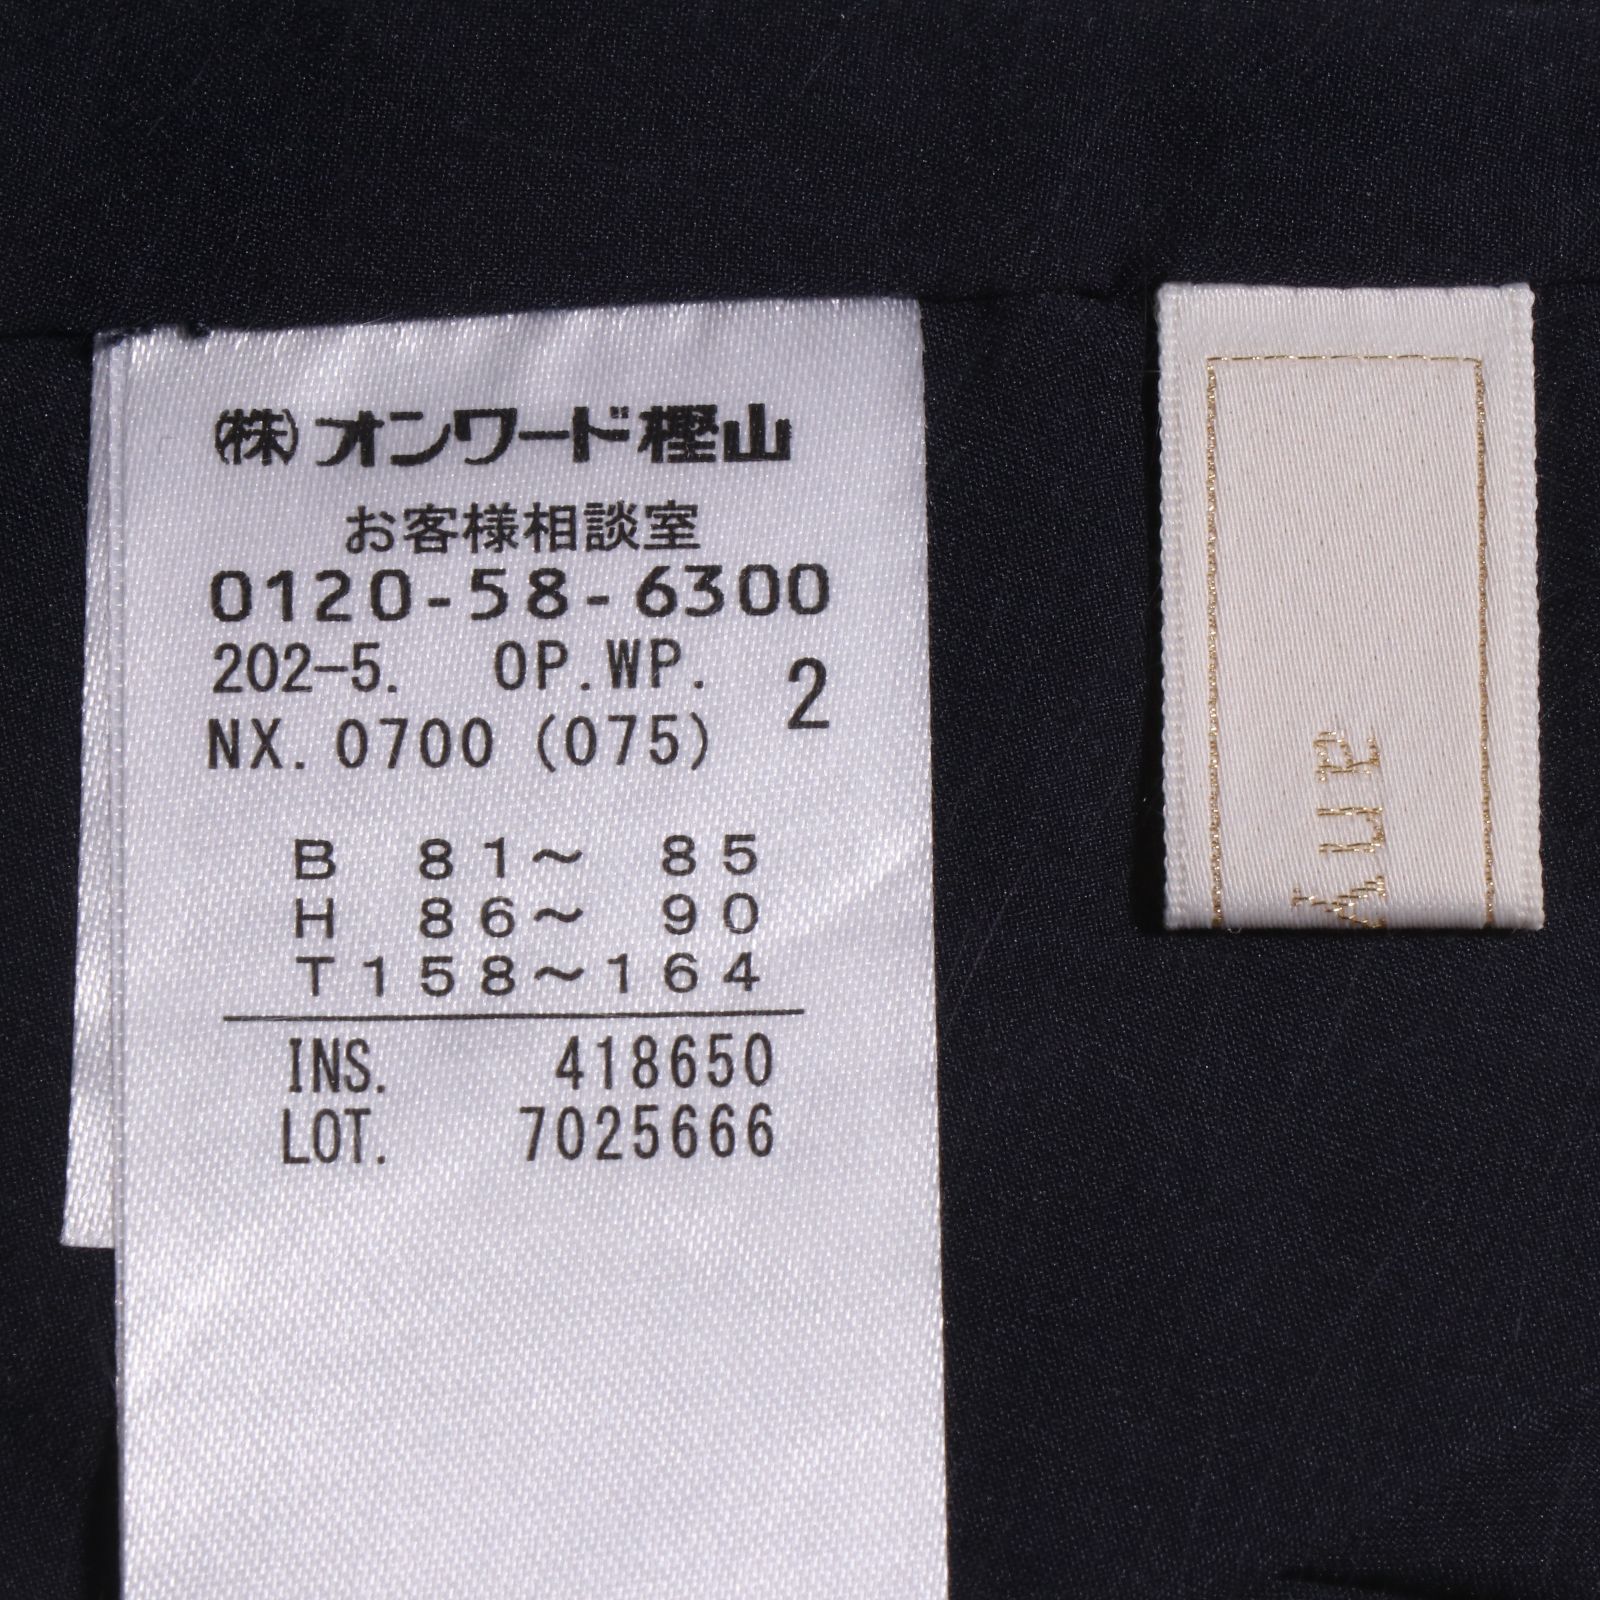 ㈱オンワード樫山
お客様相談室
0120-58-6300
202-5. OP.WP. 2
NX. 0700 (075)
B 81~ 85
H 86~ 90
T158~164
INS. 418650
LOT. 7025666